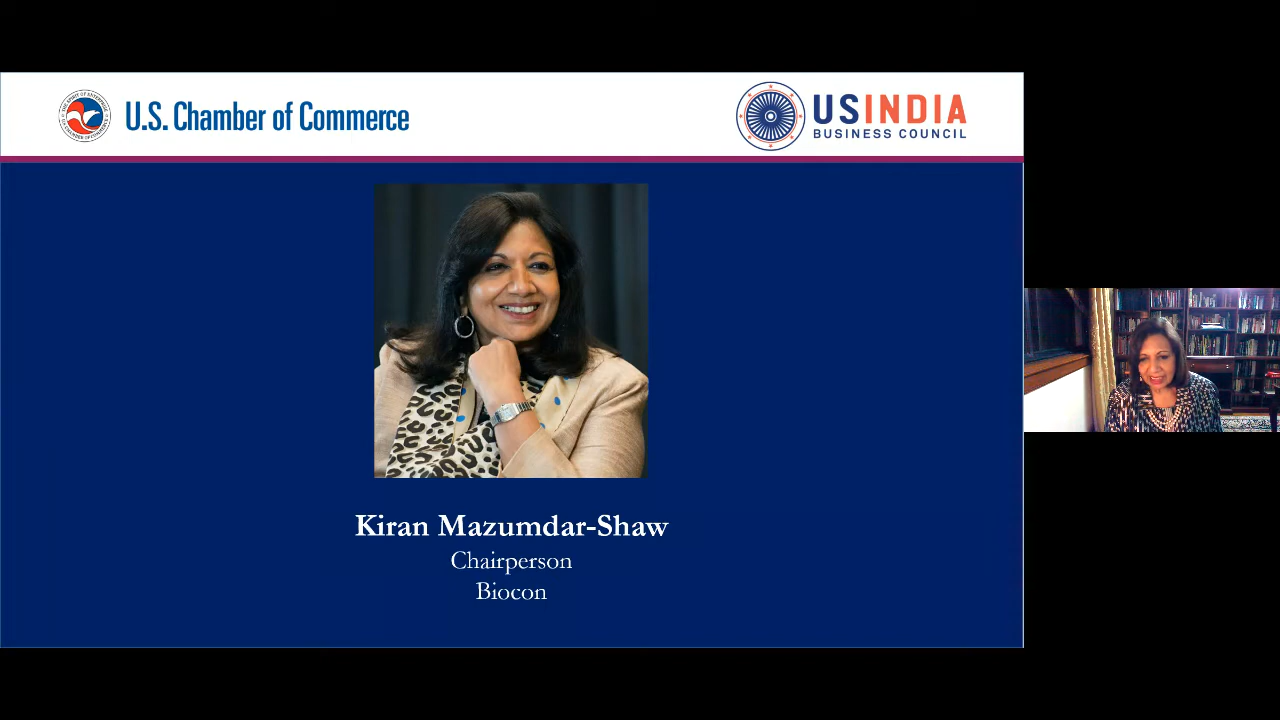 U.S. Chamber of Commerce
USINDIA
BUSINESS COUNCIL
Kiran Mazumdar-Shaw
Chairperson
Biocon